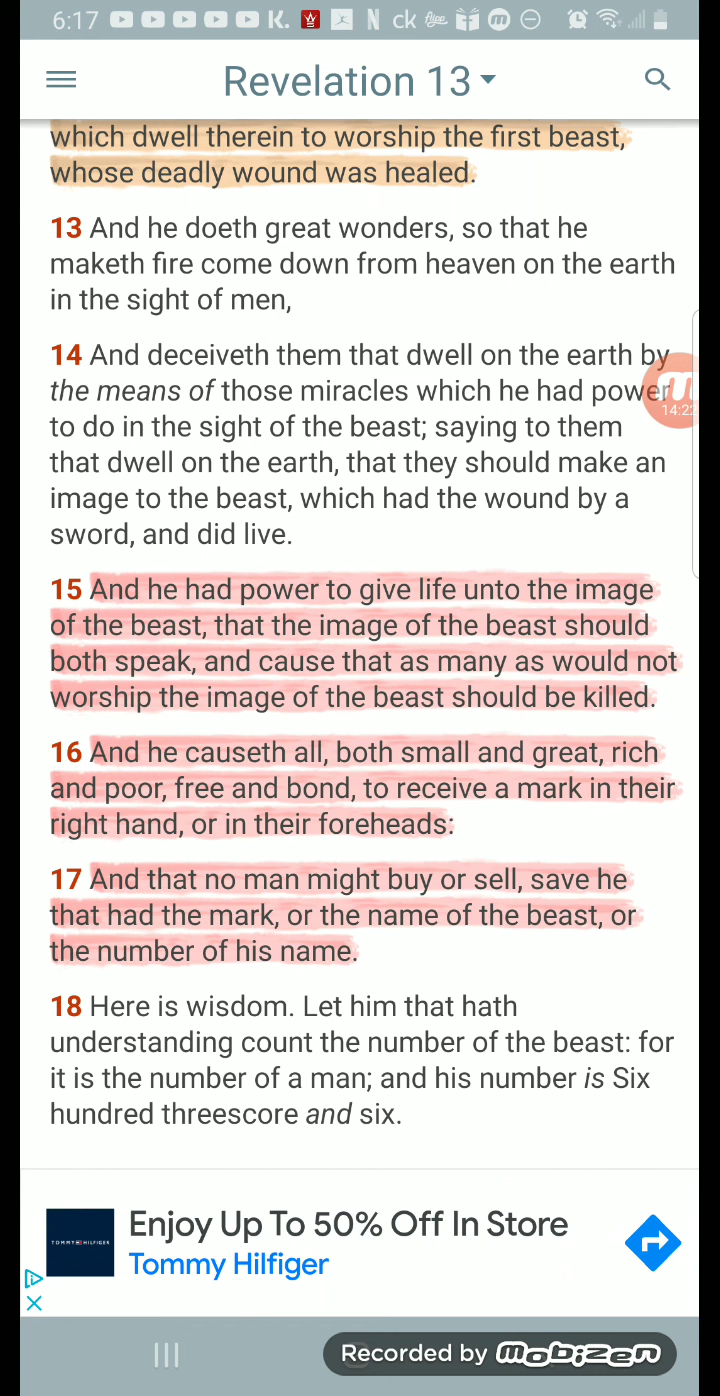 6:17 K. N ck flipp m
Revelation 13
which dwell therein to worship the first beast,
whose deadly wound was healed.
13 And he doeth great wonders, so that he
maketh fire come down from heaven on the earth
in the sight of men,
14 And deceiveth them that dwell on the earth by
the means of those miracles which he had power
to do in the sight of the beast; saying to them
that dwell on the earth, that they should make an
image to the beast, which had the wound by a
sword, and did live.
m
14:22
15 And he had power to give life unto the image
of the beast, that the image of the beast should
both speak, and cause that as many as would not
worship the image of the beast should be killed.
16 And he causeth all, both small and great, rich
and poor, free and bond, to receive a mark in their
right hand, or in their foreheads:
17 And that no man might buy or sell, save he
that had the mark, or the name of the beast, or
the number of his name.
18 Here is wisdom. Let him that hath
understanding count the number of the beast: for
it is the number of a man; and his number is Six
hundred threescore and six.
TOMMY HILFIGER
Enjoy Up To 50% Off In Store
Tommy Hilfiger
Recorded by mobizen